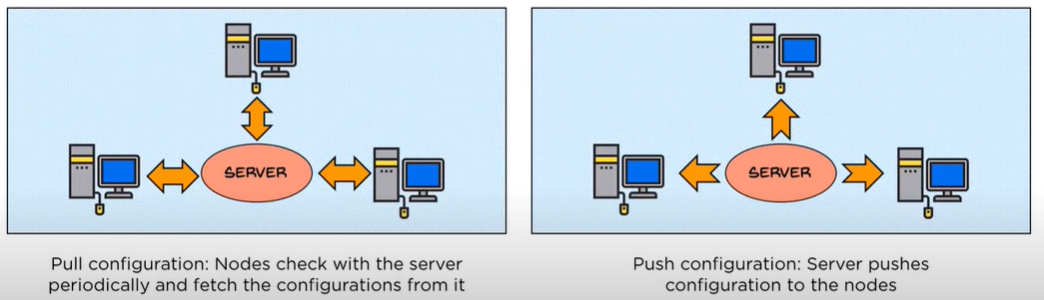 SERVER
Pull configuration: Nodes check with the server
periodically and fetch the configurations from it
SERVER
Push configuration: Server pushes
configuration to the nodes